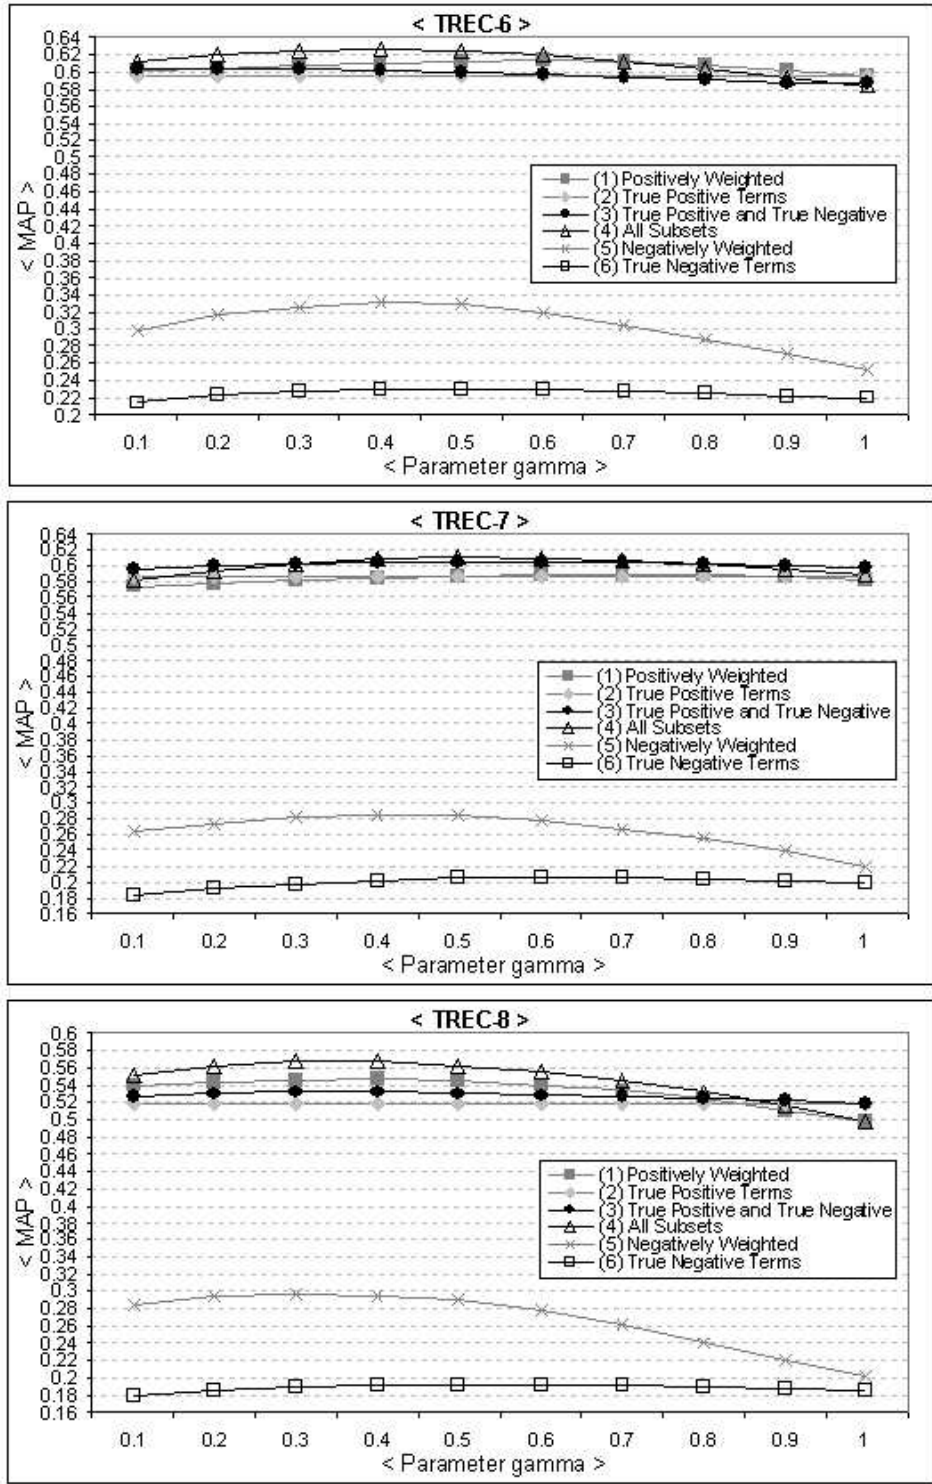 < TREC-6 >
0.64
0.62
0.6
0.58
0.56
0.54
0.52
0.5
0.48
0.46
0.44
0.42
0.4
0.38
0.36
0.34
0.32
0.3
0.28
0.26
0.24
0.22
0.2
< MAP >
(1) Positively Weighted
(2) True Positive Terms
(3) True Positive and True Negative
(4) All Subsets
(5) Negatively Weighted
(6) True Negative Terms
0.1 0.2 0.3 0.4 0.5 0.6 0.7 0.8 0.9 1
< Parameter gamma >
< TREC-7 >
0.64
0.62
0.6
0.58
0.56
0.54
0.52
0.5
0.48
0.46
0.44
0.42
0.4
0.38
0.36
0.34
0.32
0.3
0.28
0.26
0.24
0.22
0.2
0.18
0.16
< MAP >
(1) Positively Weighted
(2) True Positive Terms
(3) True Positive and True Negative
(4) All Subsets
(5) Negatively Weighted
(6) True Negative Terms
0.1 0.2 0.3 0.4 0.5 0.6 0.7 0.8 0.9 1
< Parameter gamma >
< TREC-8 >
0.6
0.58
0.56
0.54
0.52
0.5
0.48
0.46
0.44
0.42
0.4
0.38
0.36
0.34
0.32
0.3
0.28
0.26
0.24
0.22
0.2
0.18
0.16
< MAP >
(1) Positively Weighted
(2) True Positive Terms
(3) True Positive and True Negative
(4) All Subsets
(5) Negatively Weighted
(6) True Negative Terms
0.1 0.2 0.3 0.4 0.5 0.6 0.7 0.8 0.9 1
< Parameter gamma >